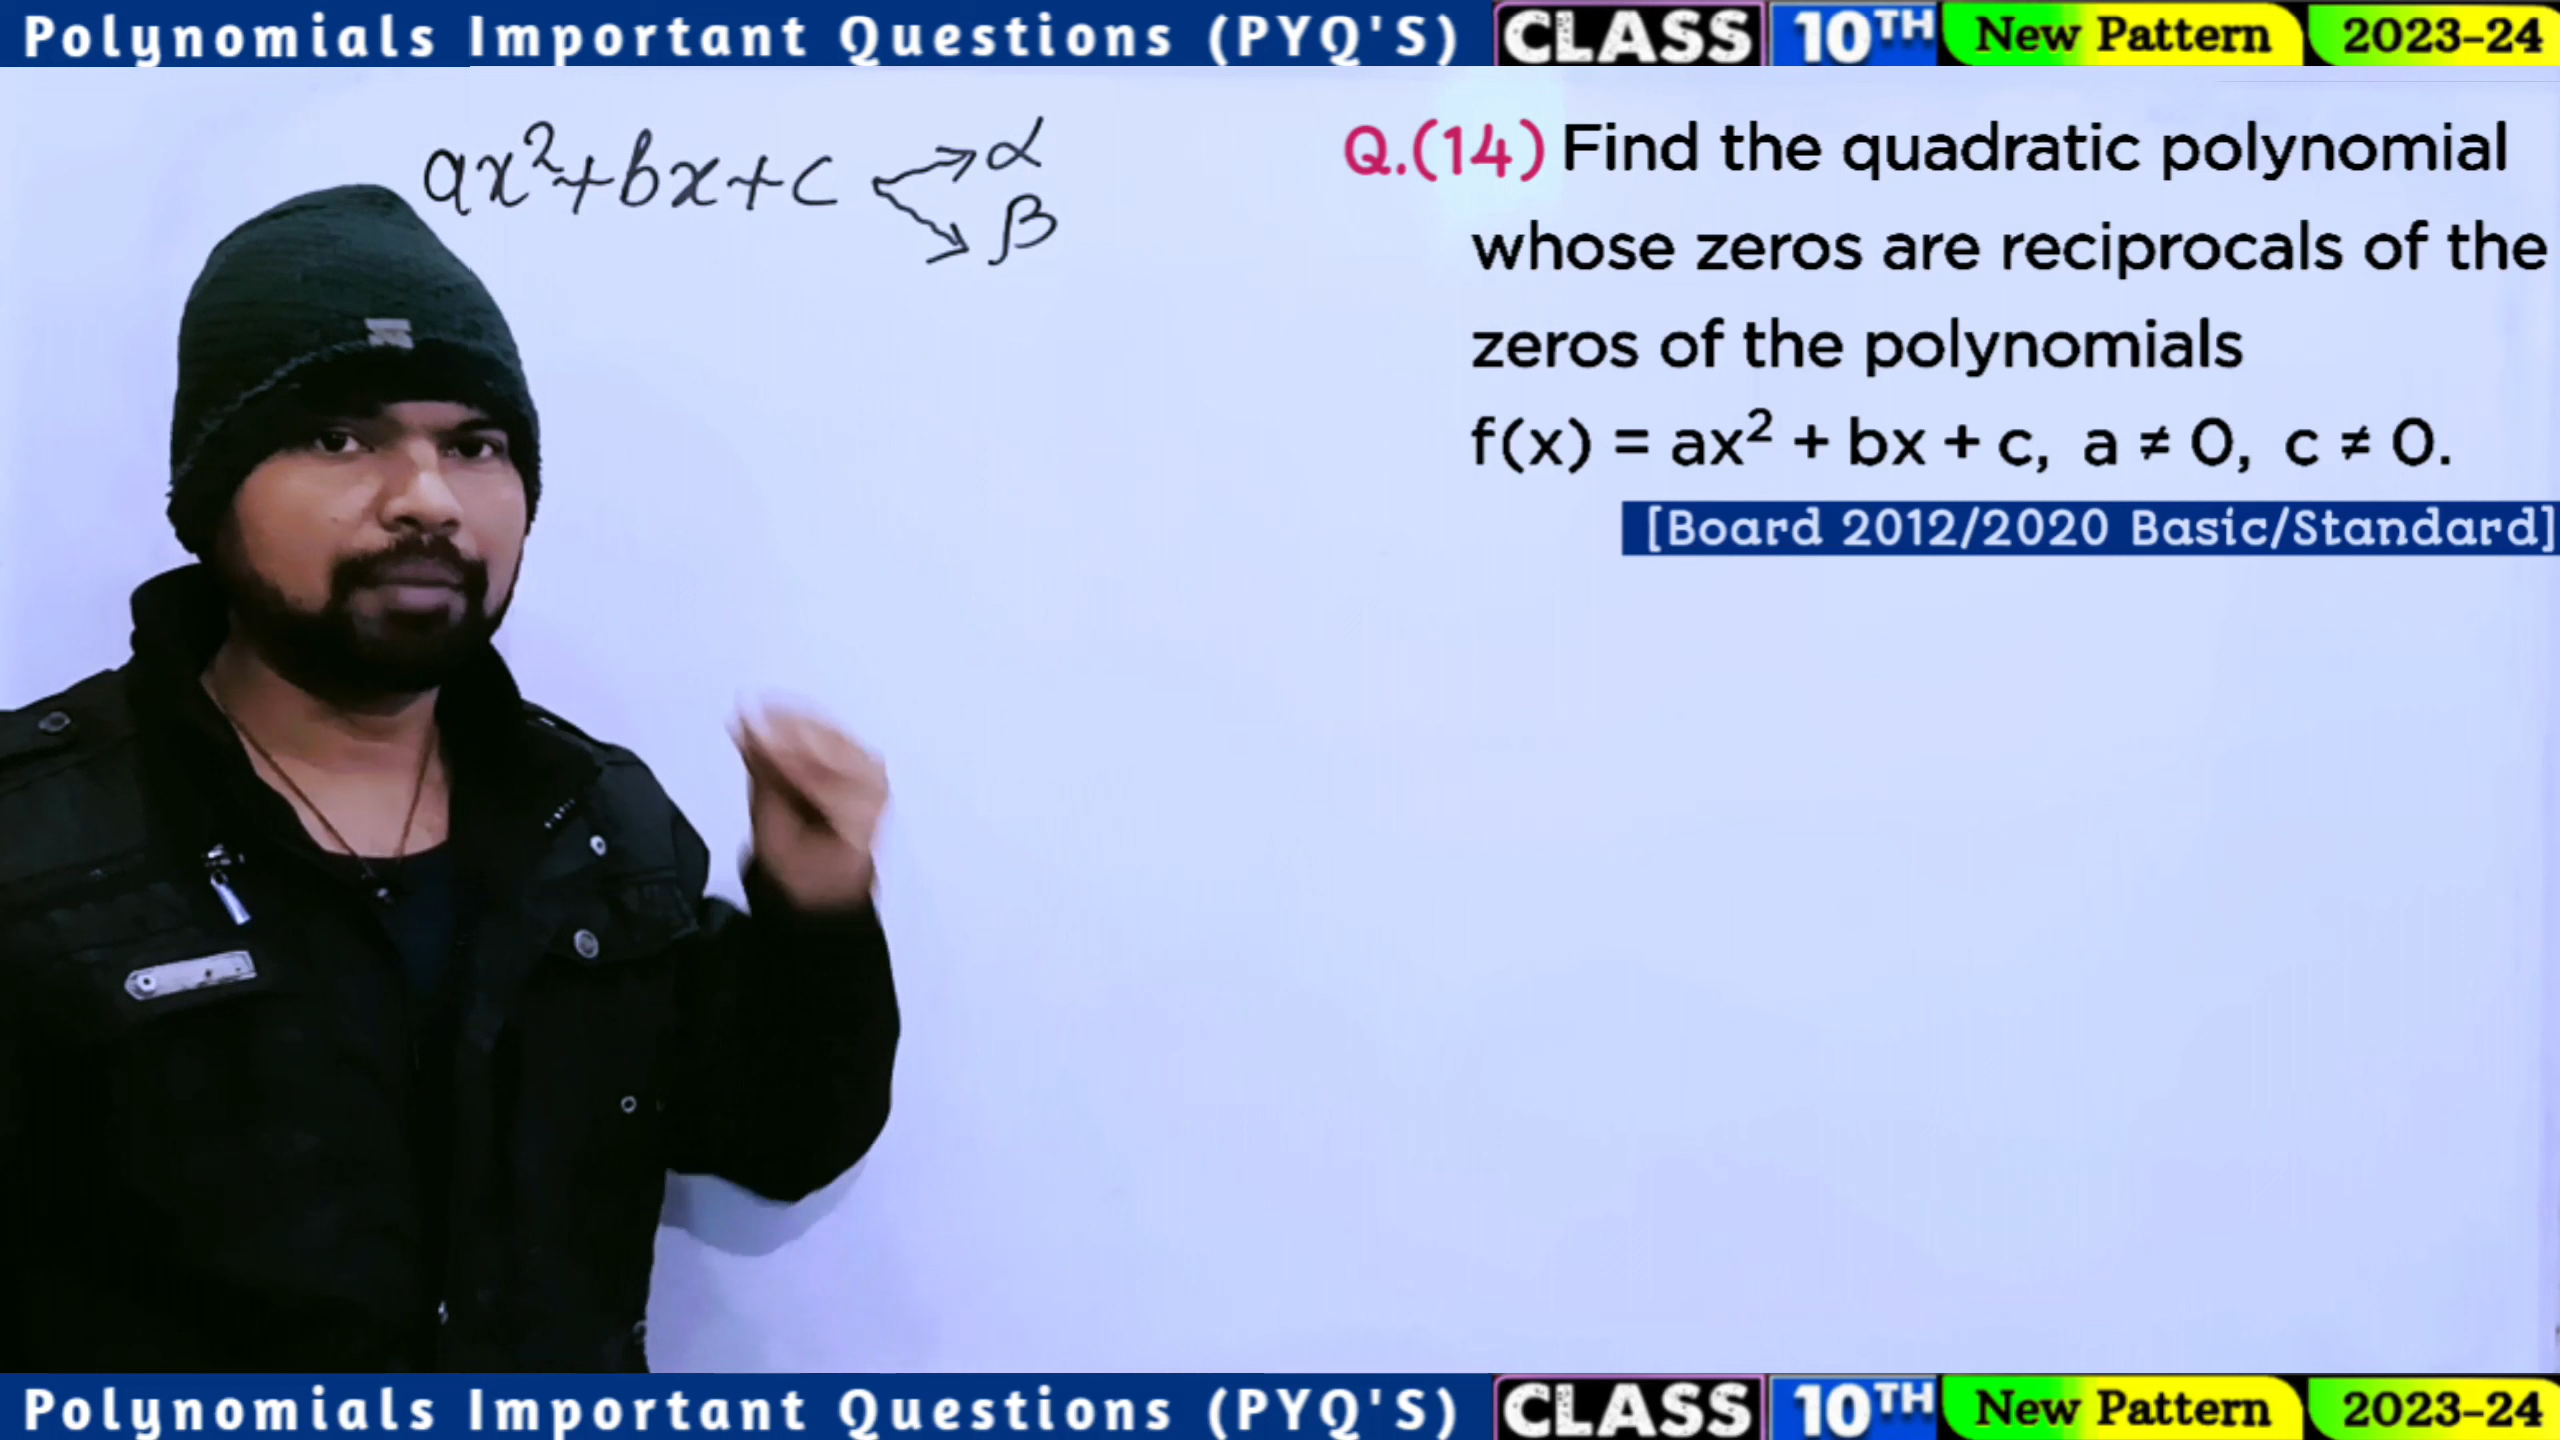 Polynomials Important Questions (PYQ'S) CLASS 10TH New Pattern 2023-24
ax²+bx+c α
β
Q.(14) Find the quadratic polynomial
whose zeros are reciprocals of the
zeros of the polynomials
f(x) = ax² + bx + c, a ≠ 0, c ≠ 0.
[Board 2012/2020 Basic/Standard]
Polynomials Important Questions (PYQ'S) CLASS 10TH New Pattern 2023-24